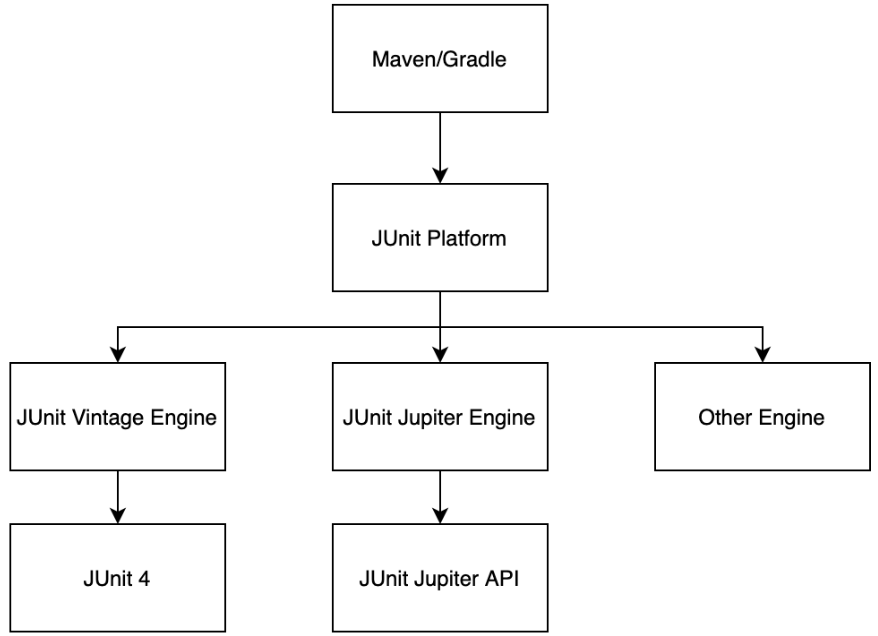 Maven/Gradle
JUnit Platform
JUnit Vintage Engine
JUnit Jupiter Engine
Other Engine
JUnit 4
JUnit Jupiter API